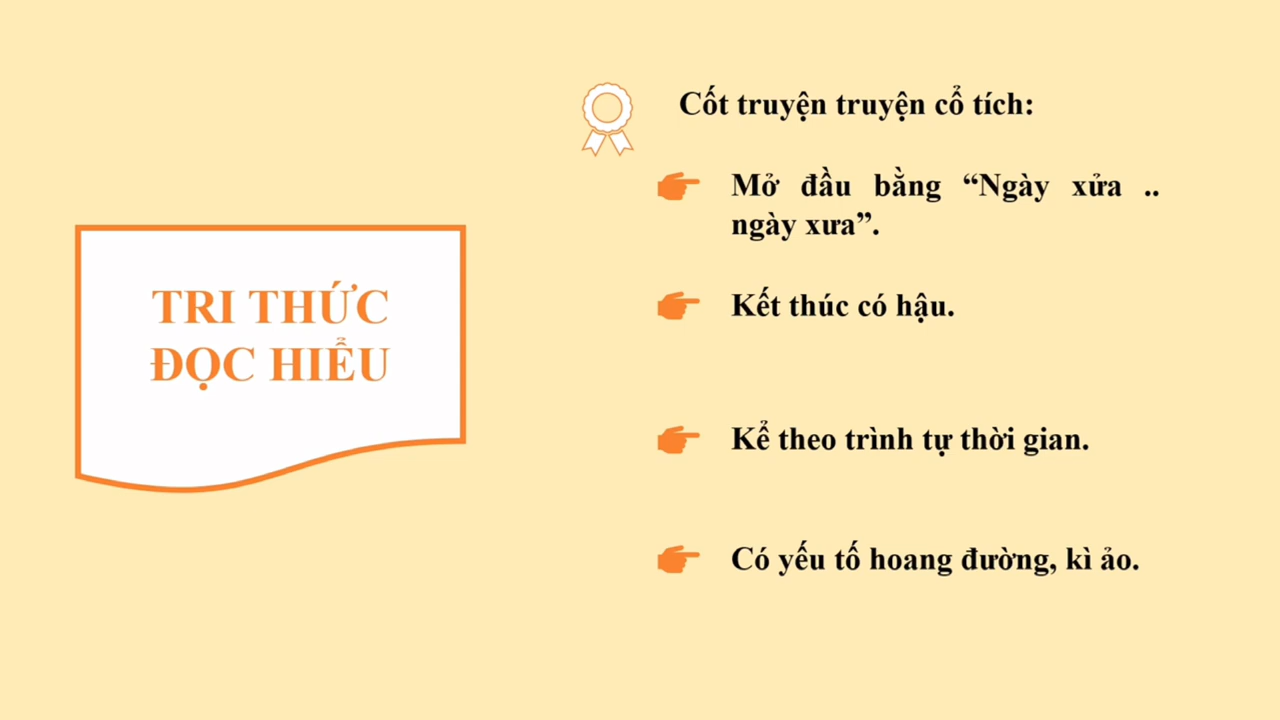 TRI THỨC
ĐỌC HIỂU
Cốt truyện truyện cổ tích:
Mở đầu bằng “Ngày xửa ..
ngày xưa”.
Kết thúc có hậu.
Kể theo trình tự thời gian.
Có yếu tố hoang đường, kì ảo.